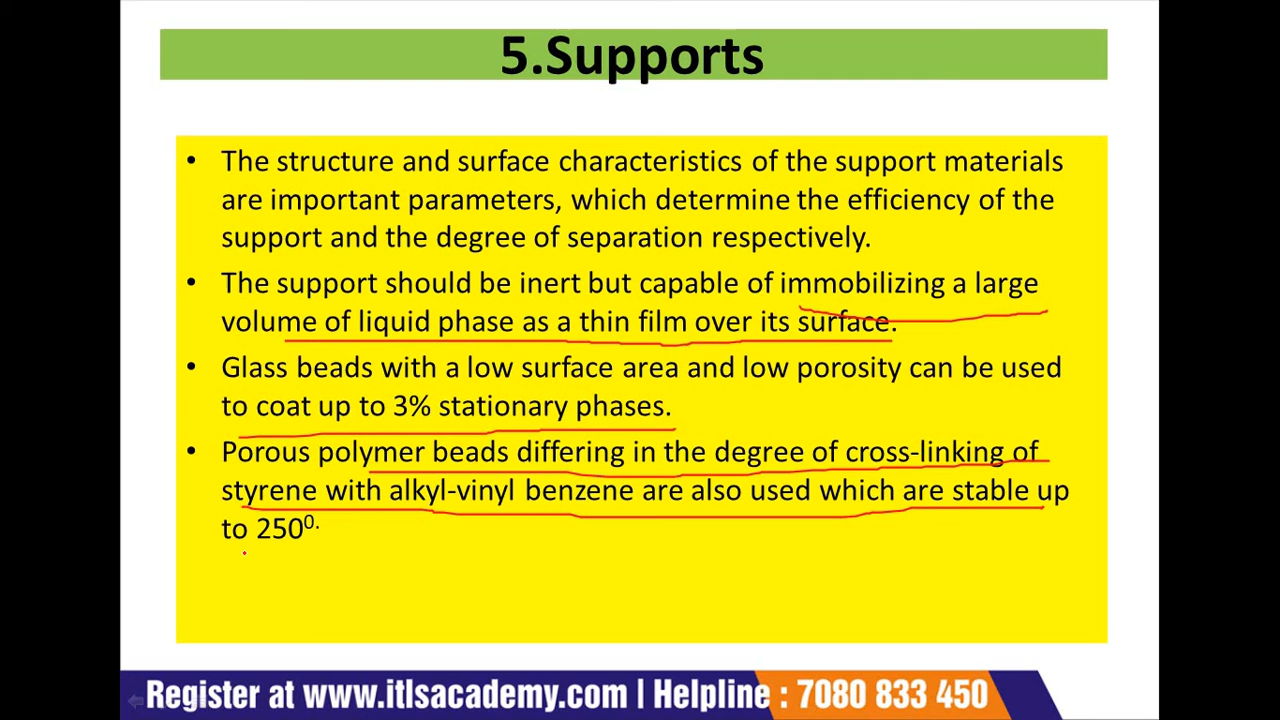 5.Supports
• The structure and surface characteristics of the support materials
are important parameters, which determine the efficiency of the
support and the degree of separation respectively.
• The support should be inert but capable of immobilizing a large
volume of liquid phase as a thin film over its surface.
• Glass beads with a low surface area and low porosity can be used
to coat up to 3% stationary phases.
• Porous polymer beads differing in the degree of cross-linking of
styrene with alkyl-vinyl benzene are also used which are stable up
to 250⁰·
Register at www.itlsacademy.com | Helpline : 7080 833 450